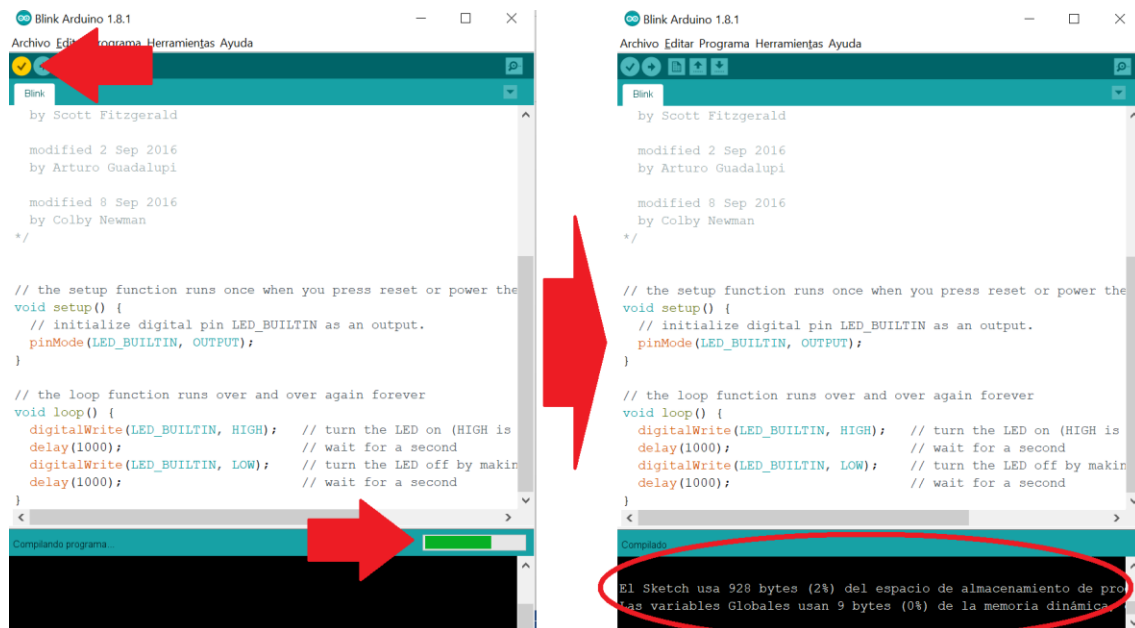 Blink Arduino 1.8.1
Archivo Editar Programa Herramientas Ayuda
Blink
by Scott Fitzgerald
modified 2 Sep 2016
by Arturo Guadalupi
modified 8 Sep 2016
by Colby Newman
*/
// the setup function runs once when you press reset or power the
void setup() {
// initialize digital pin LED_BUILTIN as an output.
pinMode(LED_BUILTIN, OUTPUT);
}
// the loop function runs over and over again forever
void loop() {
digitalWrite(LED_BUILTIN, HIGH); // turn the LED on (HIGH is
delay(1000); // wait for a second
digitalWrite(LED_BUILTIN, LOW); // turn the LED off by makin
delay(1000); // wait for a second
}
Compilando programa...
Blink Arduino 1.8.1
Archivo Editar Programa Herramientas Ayuda
Blink
by Scott Fitzgerald
modified 2 Sep 2016
by Arturo Guadalupi
modified 8 Sep 2016
by Colby Newman
*/
// the setup function runs once when you press reset or power the
void setup() {
// initialize digital pin LED_BUILTIN as an output.
pinMode(LED_BUILTIN, OUTPUT);
}
// the loop function runs over and over again forever
void loop() {
digitalWrite(LED_BUILTIN, HIGH); // turn the LED on (HIGH is
delay(1000); // wait for a second
digitalWrite(LED_BUILTIN, LOW); // turn the LED off by makin
delay(1000); // wait for a second
}
Compilado
El Sketch usa 928 bytes (2%) del espacio de almacenamiento de pro
Las variables Globales usan 9 bytes (0%) de la memoria dinámica,